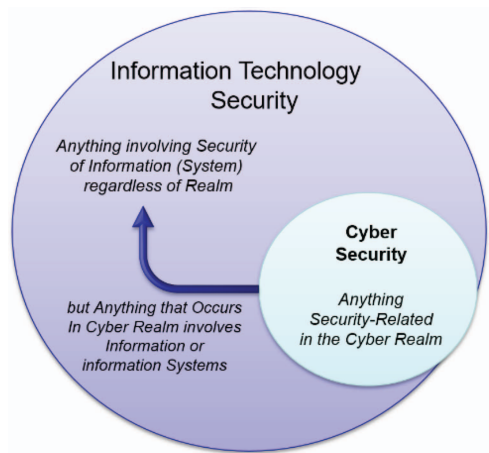 Information Technology
Security
Anything involving Security
of Information (System)
regardless of Realm
Cyber
Security
Anything
Security-Related
in the Cyber Realm
but Anything that Occurs
In Cyber Realm involves
Information or
information Systems